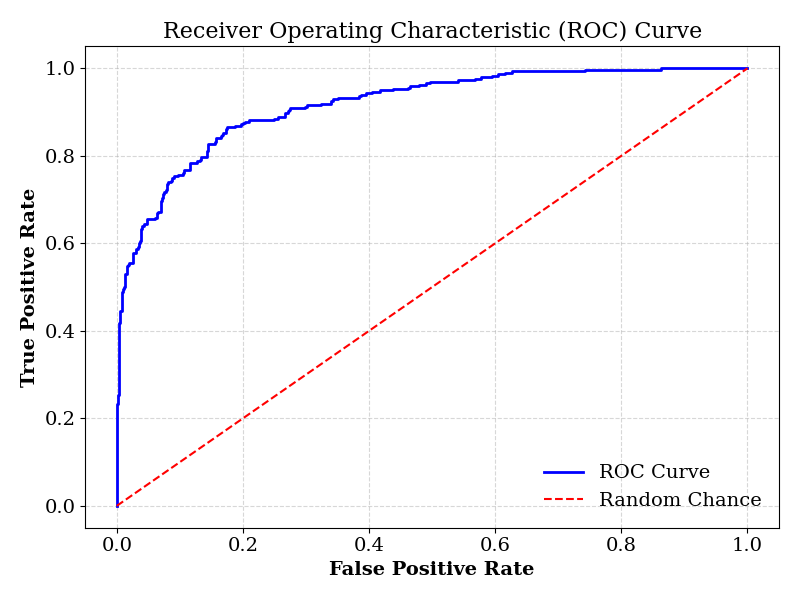 Receiver Operating Characteristic (ROC) Curve
1.0
0.8
0.6
0.4
0.2
0.0
True Positive Rate
ROC Curve
Random Chance
0.0 0.2 0.4 0.6 0.8 1.0
False Positive Rate